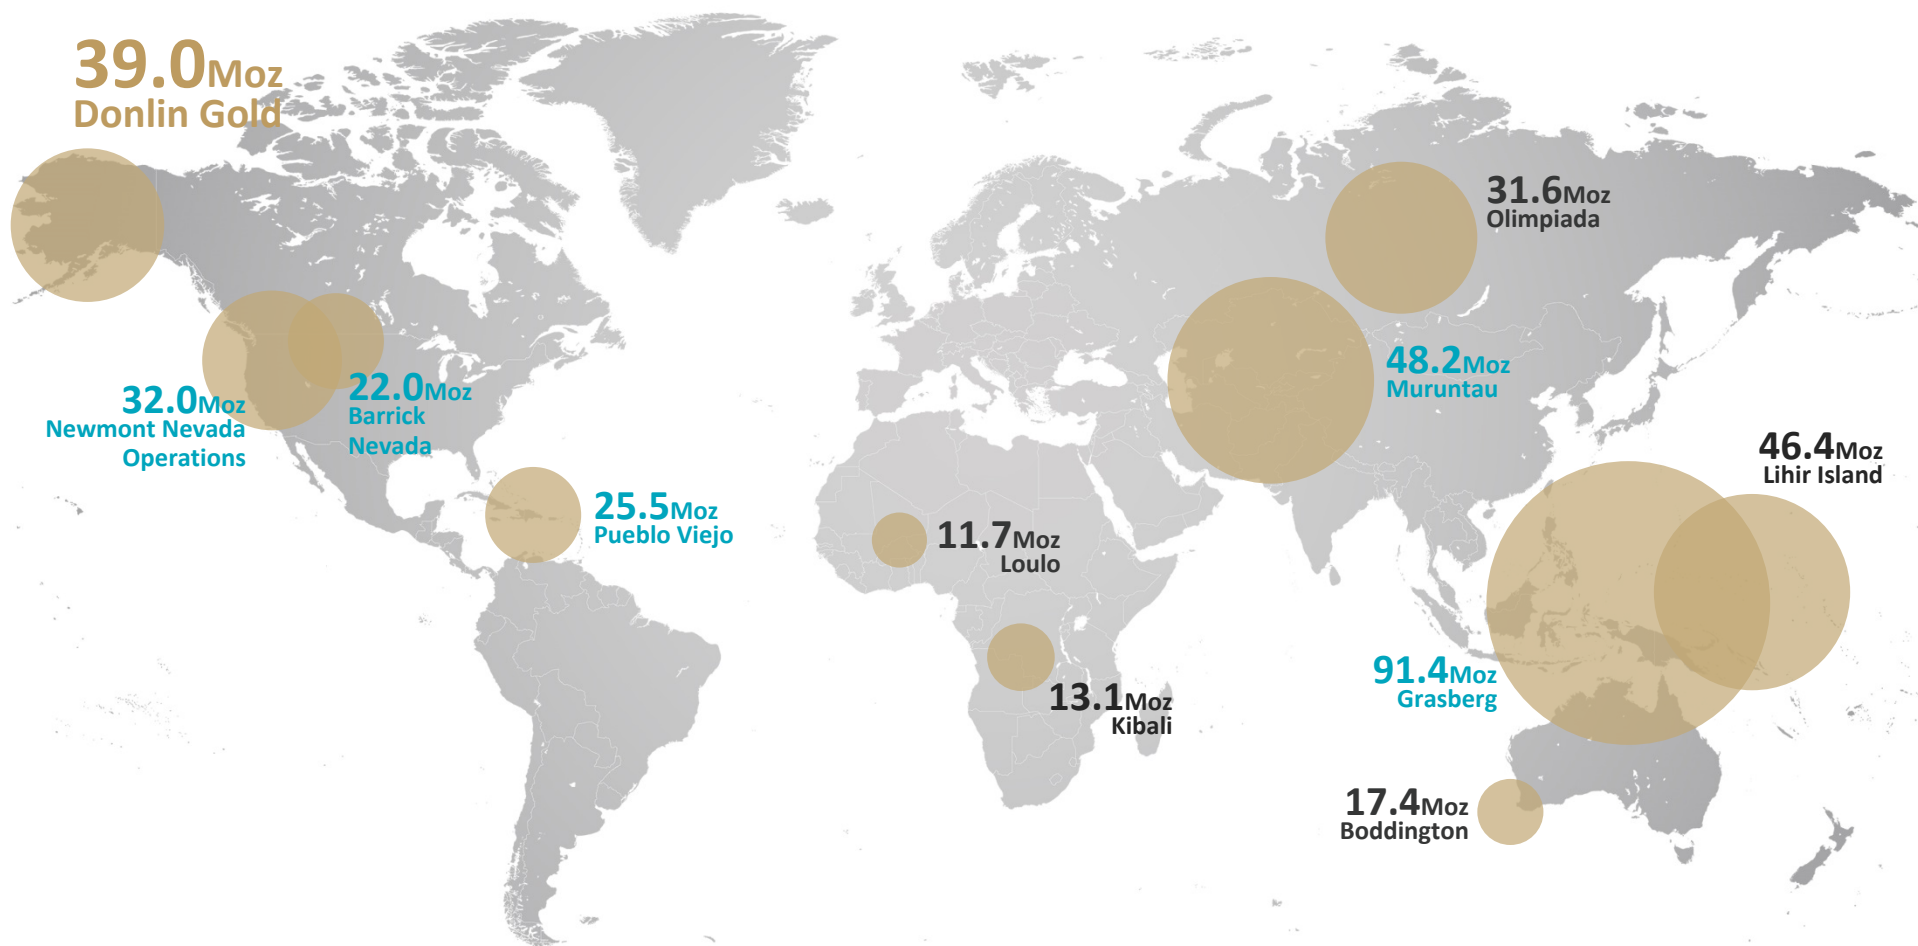 39.0Moz
Donlin Gold
31.6Moz
Olimpiada
48.2Moz
Muruntau
32.0Moz
Newmont Nevada
Operations
22.0Moz
Barrick
Nevada
46.4Moz
Lihir Island
25.5Moz
Pueblo Viejo
11.7Moz
Loulo
91.4Moz
Grasberg
13.1Moz
Kibali
17.4Moz
Boddington